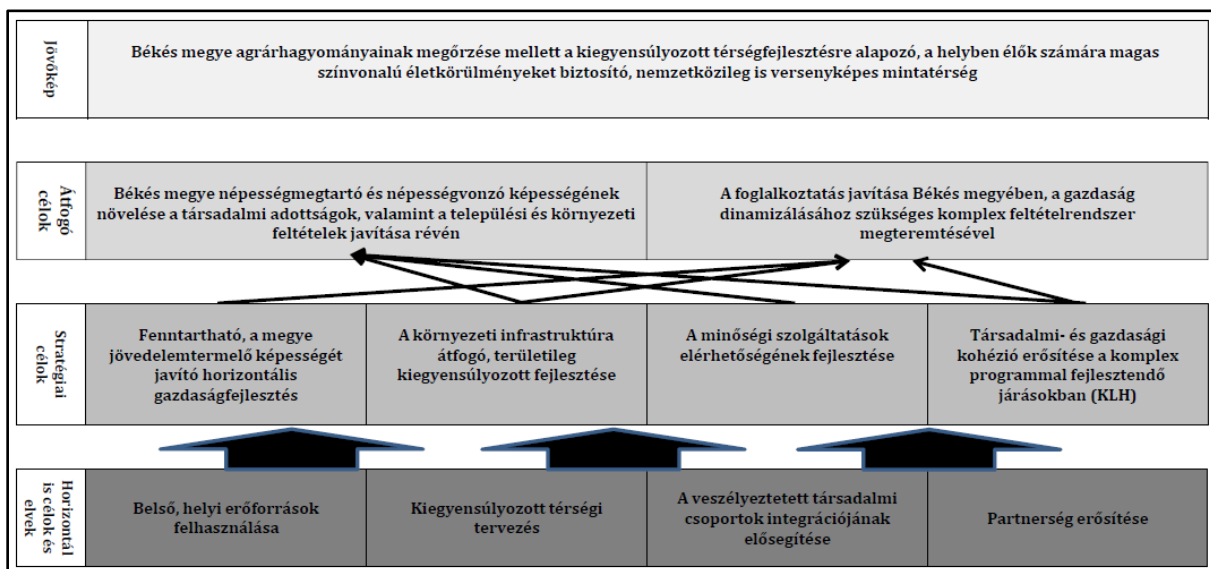 Jövőkép
Békés megye agrárhagyományainak megőrzése mellett a kiegyensúlyozott térségfejlesztésre alapozó, a helyben élők számára magas
színvonalú életkörülményeket biztosító, nemzetközileg is versenyképes mintatérség
Átfogó
célok
Békés megye népességmegtartó és népességvonzó képességének
növelése a társadalmi adottságok, valamint a települési és környezeti
feltételek javítása révén
A foglalkoztatás javítása Békés megyében, a gazdaság
dinamizálásához szükséges komplex feltételrendszer
megteremtésével
Stratégiai
célok
Fenntartható, a megye
jövedelemtermelő képességét
javító horizontális
gazdaságfejlesztés
A környezeti infrastruktúra
átfogó, területileg
kiegyensúlyozott fejlesztése
A minőségi szolgáltatások
elérhetőségének fejlesztése
Társadalmi- és gazdasági
kohézió erősítése a komplex
programmal fejlesztendő
járásokban (KLH)
Horizontál
is célok és
elvek
Belső, helyi erőforrások
felhasználása
Kiegyensúlyozott térségi
tervezés
A veszélyeztetett társadalmi
csoportok integrációjának
elősegítése
Partnerség erősítése